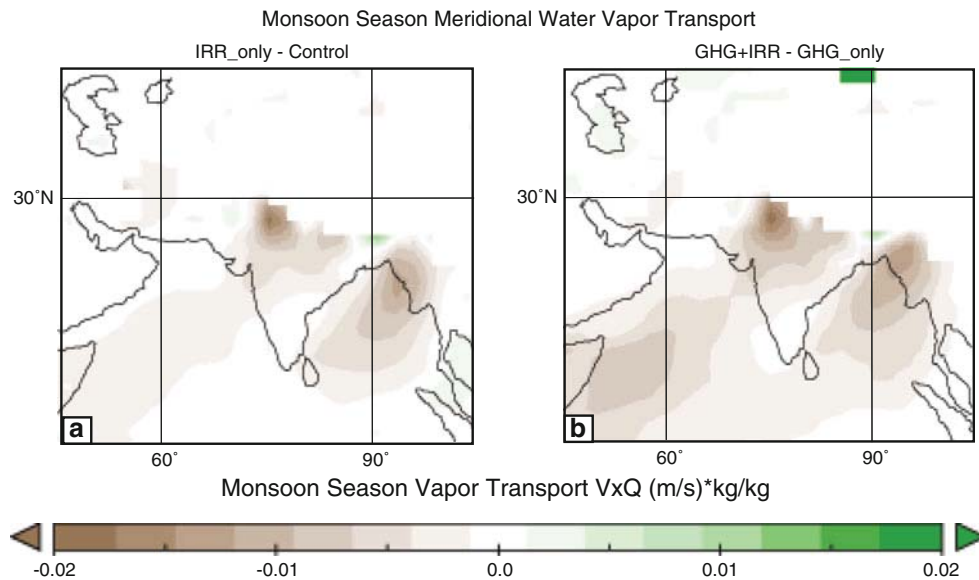 Monsoon Season Meridional Water Vapor Transport
IRR_only - Control
GHG+IRR - GHG_only
30˚N
a
b
60˚
90˚
60˚
90˚
Monsoon Season Vapor Transport VxQ (m/s)*kg/kg
-0.02
-0.01
0.0
0.01
0.02